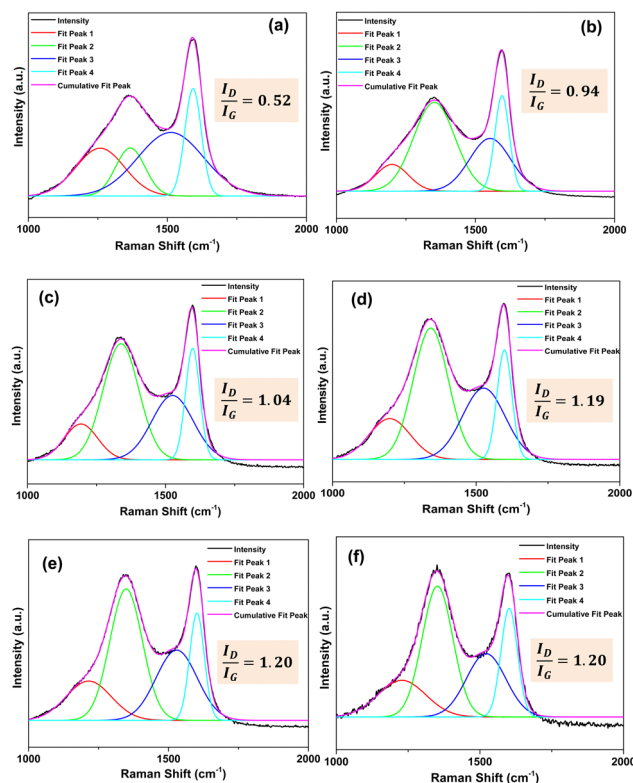 (a)
Intensity
Fit Peak 1
Fit Peak 2
Fit Peak 3
Fit Peak 4
Cumulative Fit Peak
I_D/I_G = 0.52
Intensity (a.u.)
1000 1500 2000
Raman Shift (cm⁻¹)
(b)
Intensity
Fit Peak 1
Fit Peak 2
Fit Peak 3
Fit Peak 4
Cumulative Fit Peak
I_D/I_G = 0.94
Intensity (a.u.)
1000 1500 2000
Raman Shift (cm⁻¹)
(c)
Intensity
Fit Peak 1
Fit Peak 2
Fit Peak 3
Fit Peak 4
Cumulative Fit Peak
I_D/I_G = 1.04
Intensity (a.u.)
1000 1500 2000
Raman Shift (cm⁻¹)
(d)
Intensity
Fit Peak 1
Fit Peak 2
Fit Peak 3
Fit Peak 4
Cumulative Fit Peak
I_D/I_G = 1.19
Intensity (a.u.)
1000 1500 2000
Raman Shift (cm⁻¹)
(e)
Intensity
Fit Peak 1
Fit Peak 2
Fit Peak 3
Fit Peak 4
Cumulative Fit Peak
I_D/I_G = 1.20
Intensity (a.u.)
1000 1500 2000
Raman Shift (cm⁻¹)
(f)
Intensity
Fit Peak 1
Fit Peak 2
Fit Peak 3
Fit Peak 4
Cumulative Fit Peak
I_D/I_G = 1.20
Intensity (a.u.)
1000 1500 2000
Raman Shift (cm⁻¹)